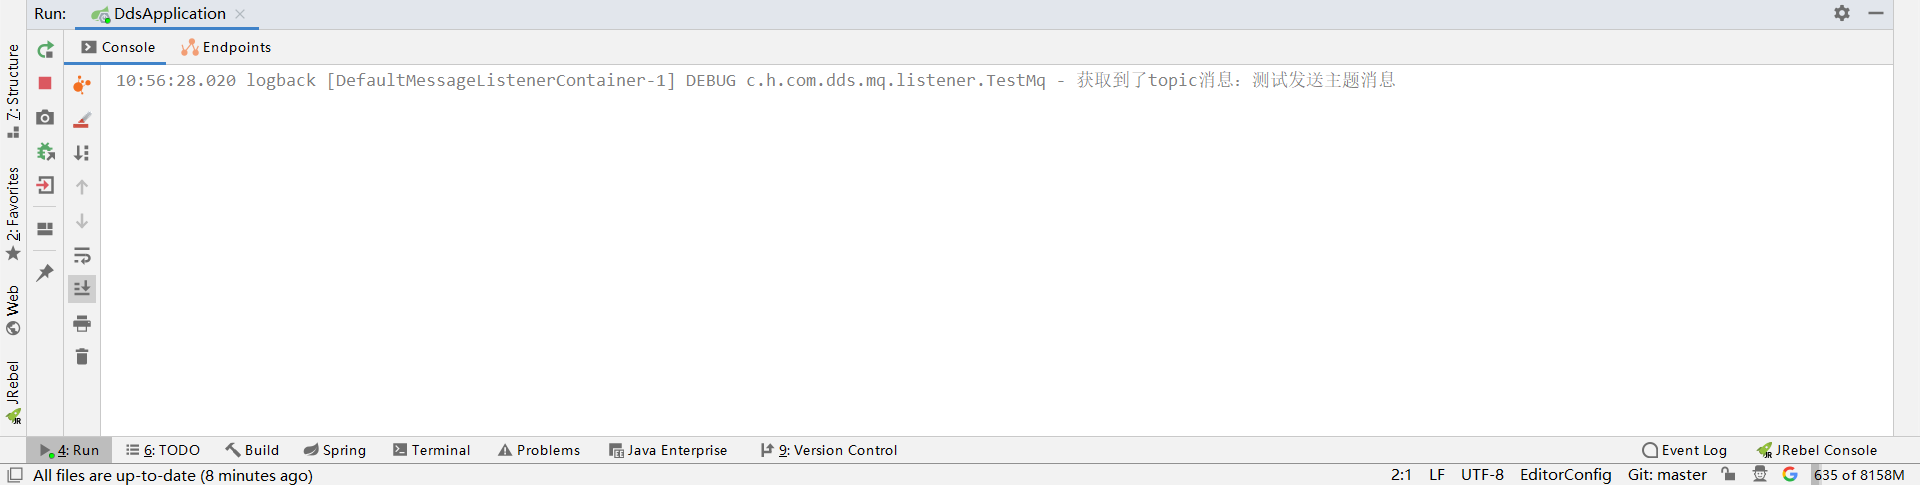 Run: DdsApplication
Console Endpoints
10:56:28.020 logback [DefaultMessageListenerContainer-1] DEBUG c.h.com.dds.mq.listener.TestMq - 获取到了topic消息：测试发送主题消息
7: Structure
2: Favorites
Web
JRebel
4: Run 6: TODO Build Spring Terminal Problems Java Enterprise 9: Version Control Event Log JRebel Console
All files are up-to-date (8 minutes ago) 2:1 LF UTF-8 EditorConfig Git: master 635 of 8158M